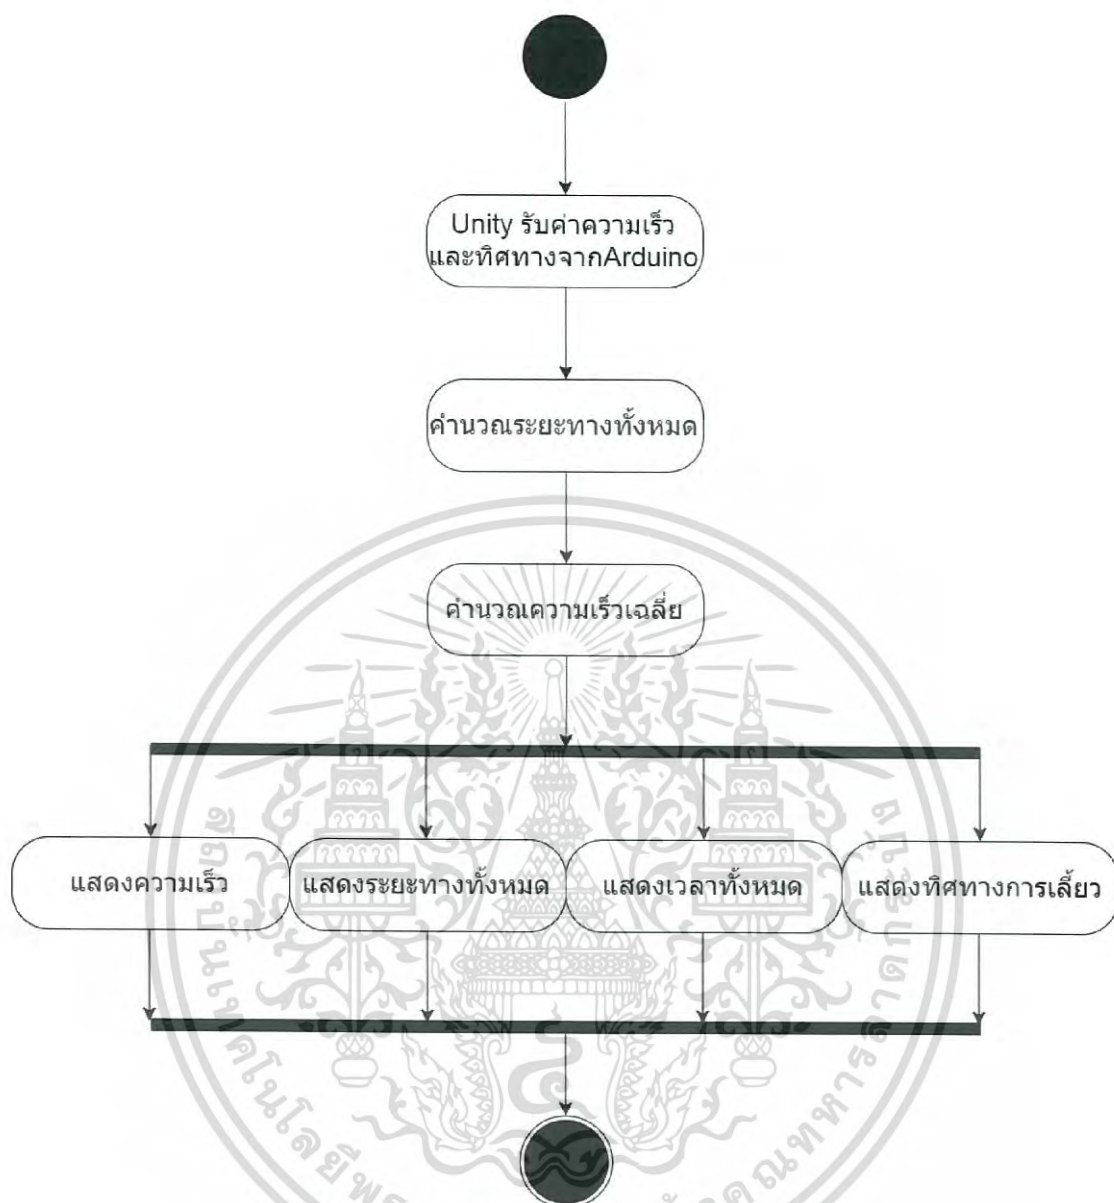 Unity รับค่าความเร็ว
และทิศทางจากArduino
คำนวณระยะทางทั้งหมด
คำนวณความเร็วเฉลี่ย
แสดงความเร็ว
แสดงระยะทางทั้งหมด
แสดงเวลาทั้งหมด
แสดงทิศทางการเลี้ยว